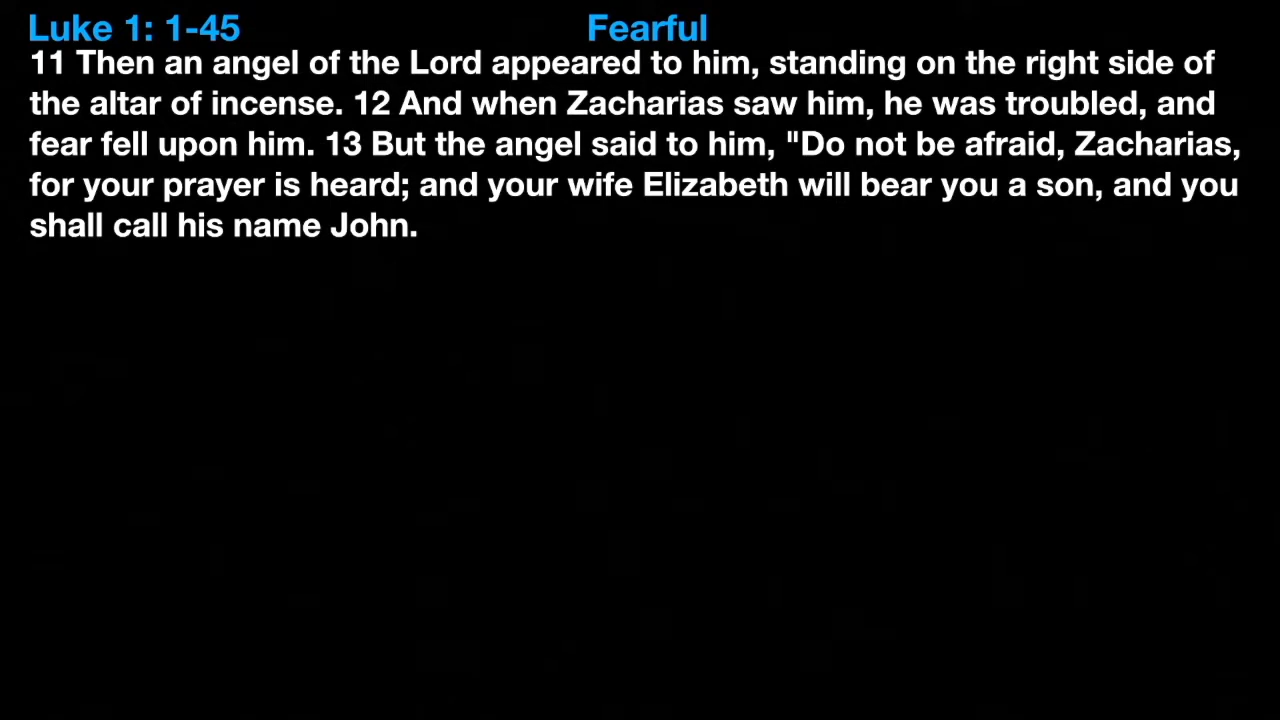 Luke 1: 1-45 Fearful
11 Then an angel of the Lord appeared to him, standing on the right side of
the altar of incense. 12 And when Zacharias saw him, he was troubled, and
fear fell upon him. 13 But the angel said to him, "Do not be afraid, Zacharias,
for your prayer is heard; and your wife Elizabeth will bear you a son, and you
shall call his name John.